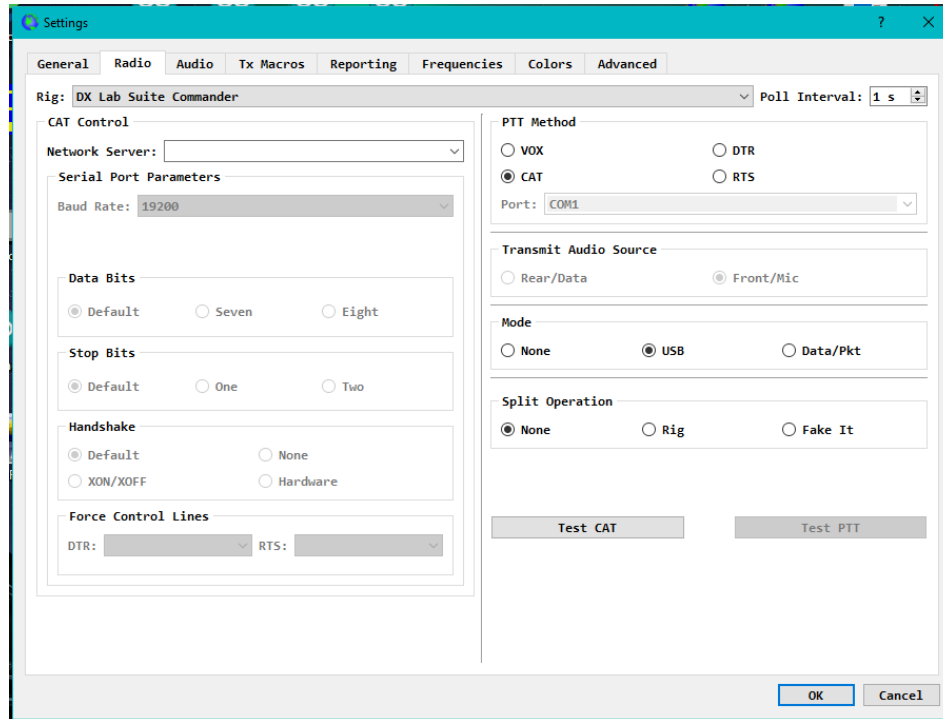 Settings ?
General Radio Audio Tx Macros Reporting Frequencies Colors Advanced
Rig: DX Lab Suite Commander Poll Interval: 1 s
CAT Control
Network Server:
Serial Port Parameters
Baud Rate: 19200
Data Bits
Default Seven Eight
Stop Bits
Default One Two
Handshake
Default None
XON/XOFF Hardware
Force Control Lines
DTR: RTS:
PTT Method
VOX DTR
CAT RTS
Port: COM1
Transmit Audio Source
Rear/Data Front/Mic
Mode
None USB Data/Pkt
Split Operation
None Rig Fake It
Test CAT Test PTT
OK Cancel